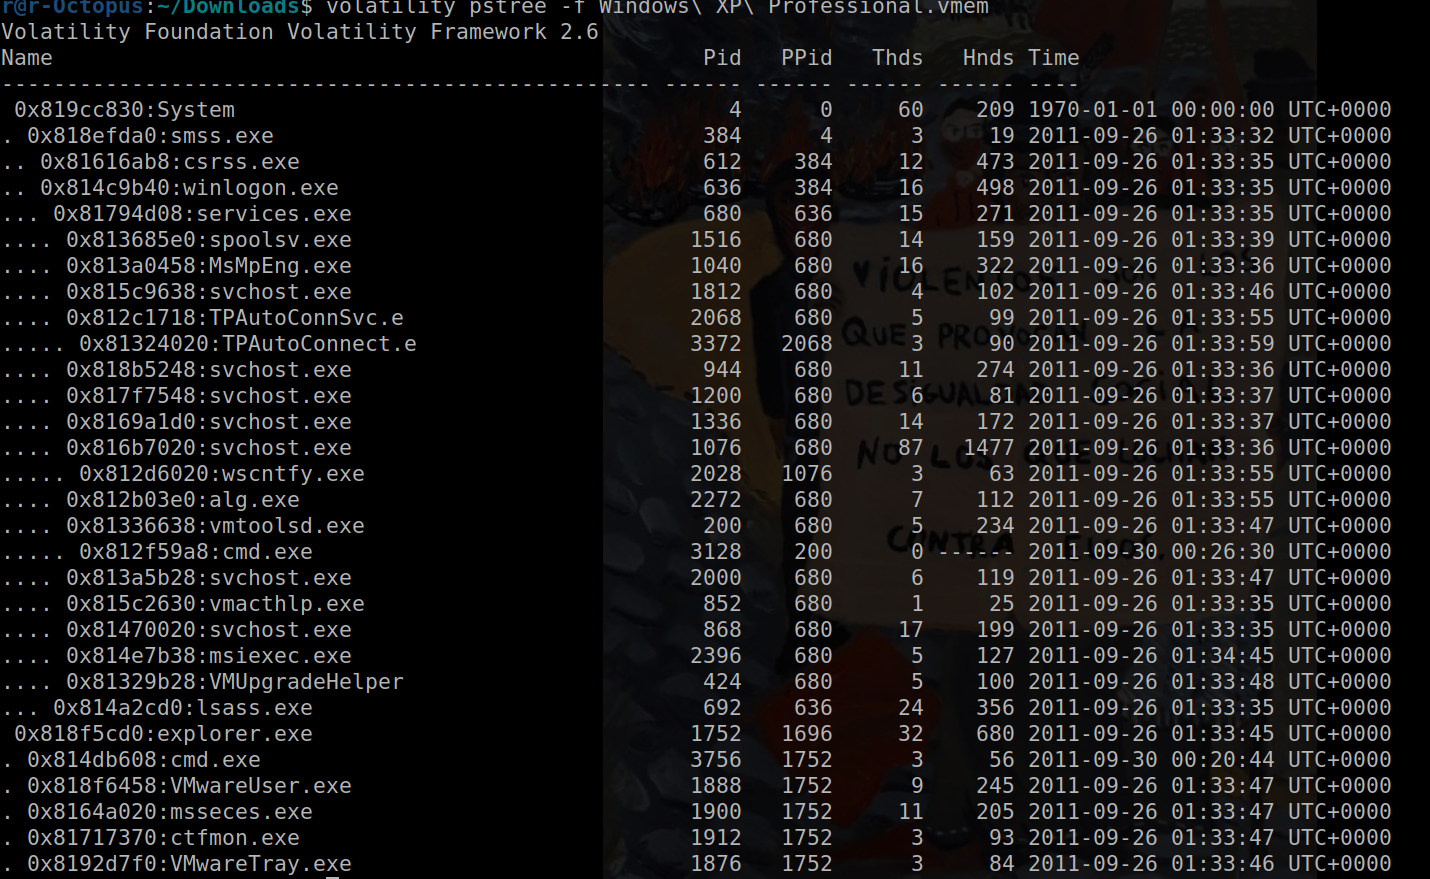 r@r-Octopus:~/Downloads$ volatility pstree -f Windows\ XP\ Professional.vmem
Volatility Foundation Volatility Framework 2.6
Name Pid PPid Thds Hnds Time
-------------------------------------------------- ------ ------ ------ ------ ----
0x819cc830:System 4 0 60 209 1970-01-01 00:00:00 UTC+0000
. 0x818efda0:smss.exe 384 4 3 19 2011-09-26 01:33:32 UTC+0000
.. 0x81616ab8:csrss.exe 612 384 12 473 2011-09-26 01:33:35 UTC+0000
.. 0x814c9b40:winlogon.exe 636 384 16 498 2011-09-26 01:33:35 UTC+0000
... 0x81794d08:services.exe 680 636 15 271 2011-09-26 01:33:35 UTC+0000
.... 0x813685e0:spoolsv.exe 1516 680 14 159 2011-09-26 01:33:39 UTC+0000
.... 0x813a0458:MsMpEng.exe 1040 680 16 322 2011-09-26 01:33:36 UTC+0000
.... 0x815c9638:svchost.exe 1812 680 4 102 2011-09-26 01:33:46 UTC+0000
.... 0x812c1718:TPAutoConnSvc.e 2068 680 5 99 2011-09-26 01:33:55 UTC+0000
..... 0x81324020:TPAutoConnect.e 3372 2068 3 90 2011-09-26 01:33:59 UTC+0000
.... 0x818b5248:svchost.exe 944 680 11 274 2011-09-26 01:33:36 UTC+0000
.... 0x817f7548:svchost.exe 1200 680 6 81 2011-09-26 01:33:37 UTC+0000
.... 0x8169a1d0:svchost.exe 1336 680 14 172 2011-09-26 01:33:37 UTC+0000
.... 0x816b7020:svchost.exe 1076 680 87 1477 2011-09-26 01:33:36 UTC+0000
..... 0x812d6020:wscntfy.exe 2028 1076 3 63 2011-09-26 01:33:55 UTC+0000
.... 0x812b03e0:alg.exe 2272 680 7 112 2011-09-26 01:33:55 UTC+0000
.... 0x81336638:vmtoolsd.exe 200 680 5 234 2011-09-26 01:33:47 UTC+0000
..... 0x812f59a8:cmd.exe 3128 200 0 ------ 2011-09-30 00:26:30 UTC+0000
.... 0x813a5b28:svchost.exe 2000 680 6 119 2011-09-26 01:33:47 UTC+0000
.... 0x815c2630:vmacthlp.exe 852 680 1 25 2011-09-26 01:33:35 UTC+0000
.... 0x81470020:svchost.exe 868 680 17 199 2011-09-26 01:33:35 UTC+0000
.... 0x814e7b38:msiexec.exe 2396 680 5 127 2011-09-26 01:34:45 UTC+0000
.... 0x81329b28:VMUpgradeHelper 424 680 5 100 2011-09-26 01:33:48 UTC+0000
... 0x814a2cd0:lsass.exe 692 636 24 356 2011-09-26 01:33:35 UTC+0000
0x818f5cd0:explorer.exe 1752 1696 32 680 2011-09-26 01:33:45 UTC+0000
. 0x814db608:cmd.exe 3756 1752 3 56 2011-09-30 00:20:44 UTC+0000
. 0x818f6458:VMwareUser.exe 1888 1752 9 245 2011-09-26 01:33:47 UTC+0000
. 0x8164a020:msseces.exe 1900 1752 11 205 2011-09-26 01:33:47 UTC+0000
. 0x81717370:ctfmon.exe 1912 1752 3 93 2011-09-26 01:33:47 UTC+0000
. 0x8192d7f0:VMwareTray.exe 1876 1752 3 84 2011-09-26 01:33:46 UTC+0000
QUE PROVOCAN LA
DESIGUALDAD SOCIAL
NO LOS QUE LUCHAN
CONTRA